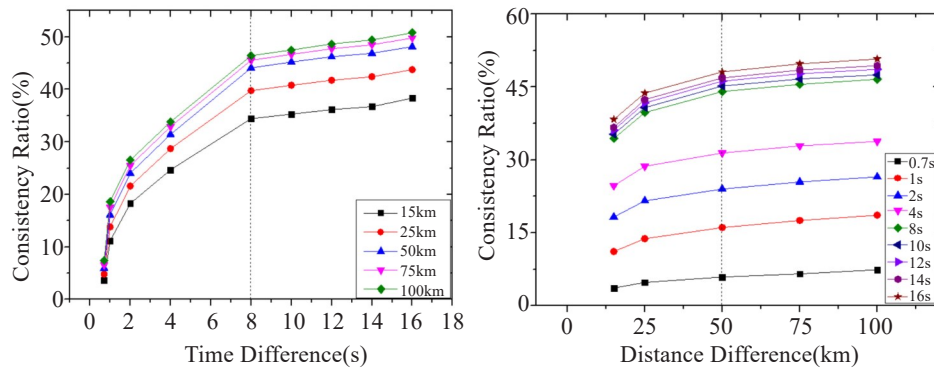 50
40
30
20
10
0
Consistency Ratio(%)
15km
25km
50km
75km
100km
0 2 4 6 8 10 12 14 16 18
Time Difference(s)
60
45
30
15
0
Consistency Ratio(%)
0.7s
1s
2s
4s
8s
10s
12s
14s
16s
0 25 50 75 100
Distance Difference(km)